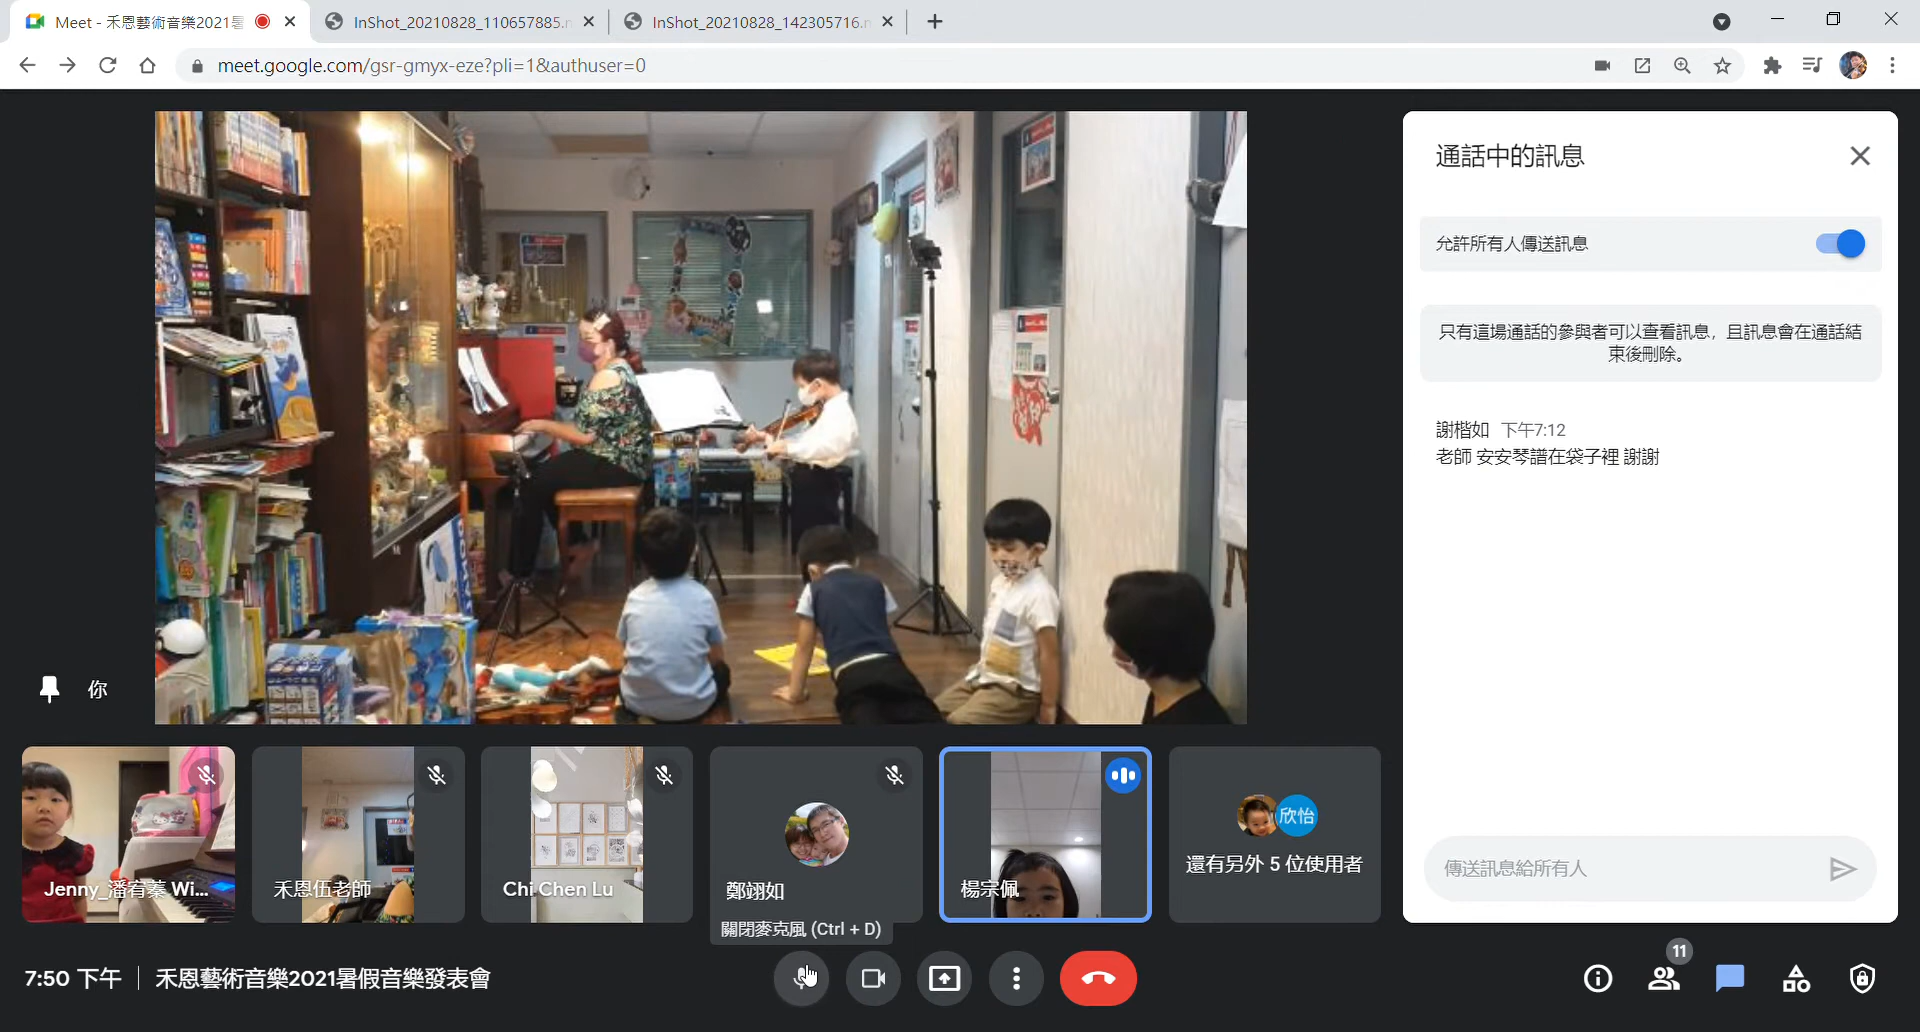 Meet - 禾恩藝術音樂2021暑
InShot_20210828_110657885.m
InShot_20210828_142305716.m
meet.google.com/gsr-gmyx-eze?pli=1&authuser=0
通話中的訊息
允許所有人傳送訊息
只有這場通話的參與者可以查看訊息，且訊息會在通話結
束後刪除。
謝楷如 下午7:12
老師 安安琴譜在袋子裡 謝謝
你
Jenny_潘宥蓁 Wi...
禾恩伍老師
Chi Chen Lu
鄭翊如
楊宗佩
欣怡
還有另外 5 位使用者
傳送訊息給所有人
關閉麥克風 (Ctrl + D)
11
7:50 下午
禾恩藝術音樂2021暑假音樂發表會